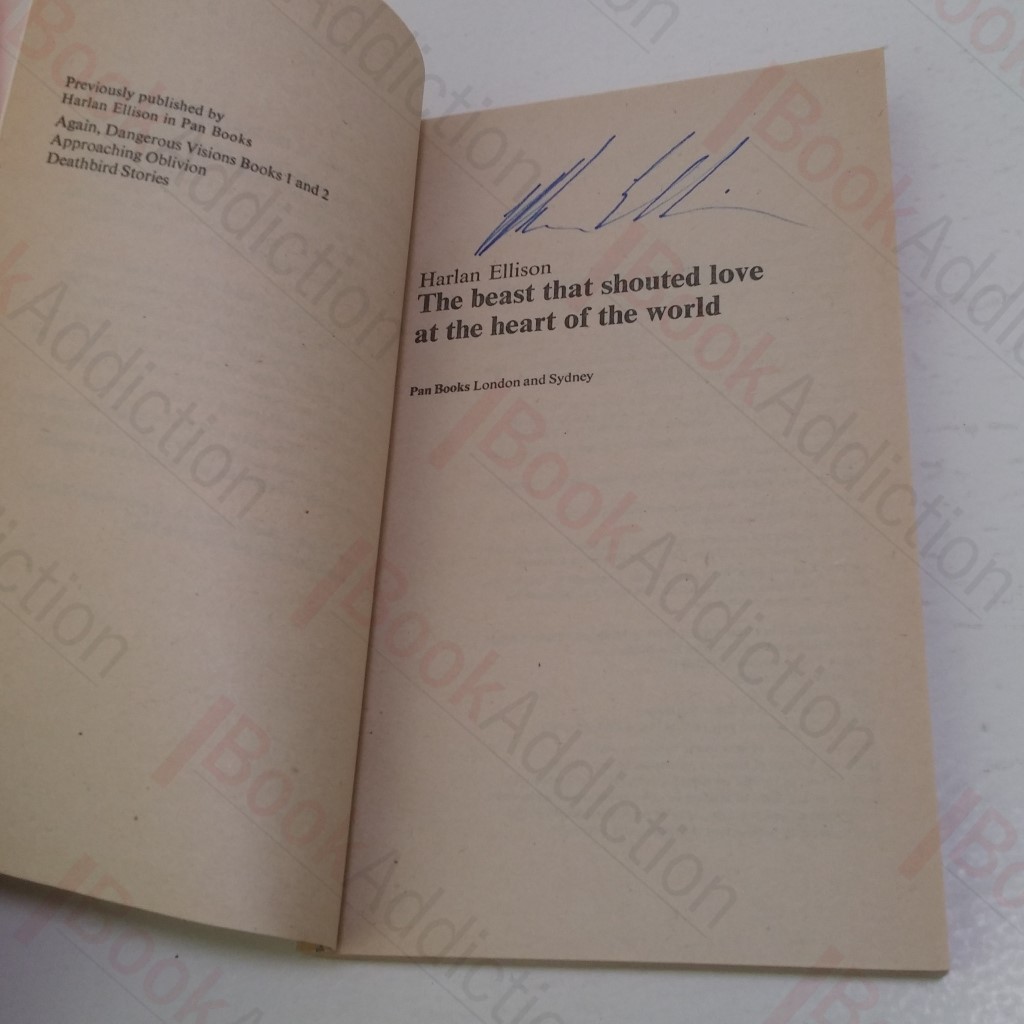 Previously published by
Harlan Ellison in Pan Books
Again, Dangerous Visions Books 1 and 2
Approaching Oblivion
Deathbird Stories
Harlan Ellison
The beast that shouted love
at the heart of the world
Pan Books London and Sydney
BookAddiction